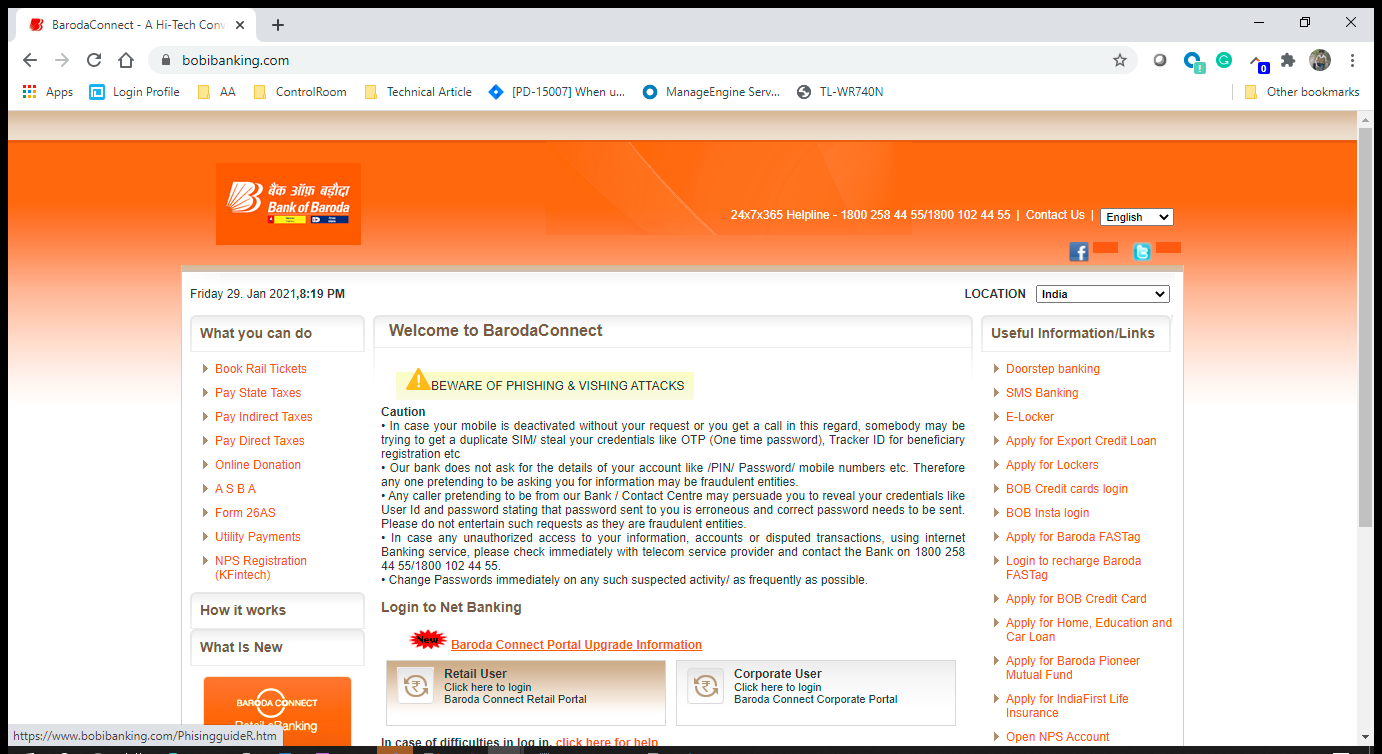 BarodaConnect - A Hi-Tech Conv
bobibanking.com
Apps
Login Profile
AA
ControlRoom
Technical Article
[PD-15007] When u...
ManageEngine Serv...
TL-WR740N
Other bookmarks
0
बैंक ऑफ़ बड़ौदा
Bank of Baroda
24x7x365 Helpline - 1800 258 44 55/1800 102 44 55 | Contact Us | English
Friday 29. Jan 2021,8:19 PM
LOCATION India
What you can do
Book Rail Tickets
Pay State Taxes
Pay Indirect Taxes
Pay Direct Taxes
Online Donation
A S B A
Form 26AS
Utility Payments
NPS Registration
(KFintech)
How it works
What Is New
BARODA CONNECT
Retail eBanking
Welcome to BarodaConnect
BEWARE OF PHISHING & VISHING ATTACKS
Caution
• In case your mobile is deactivated without your request or you get a call in this regard, somebody may be
trying to get a duplicate SIM/ steal your credentials like OTP (One time password), Tracker ID for beneficiary
registration etc
• Our bank does not ask for the details of your account like /PIN/ Password/ mobile numbers etc. Therefore
any one pretending to be asking you for information may be fraudulent entities.
• Any caller pretending to be from our Bank / Contact Centre may persuade you to reveal your credentials like
User Id and password stating that password sent to you is erroneous and correct password needs to be sent.
Please do not entertain such requests as they are fraudulent entities.
• In case any unauthorized access to your information, accounts or disputed transactions, using internet
Banking service, please check immediately with telecom service provider and contact the Bank on 1800 258
44 55/1800 102 44 55.
• Change Passwords immediately on any such suspected activity/ as frequently as possible.
Login to Net Banking
New
Baroda Connect Portal Upgrade Information
Retail User
Click here to login
Baroda Connect Retail Portal
Corporate User
Click here to login
Baroda Connect Corporate Portal
In case of difficulties in log in, click here for help
Useful Information/Links
Doorstep banking
SMS Banking
E-Locker
Apply for Export Credit Loan
Apply for Lockers
BOB Credit cards login
BOB Insta login
Apply for Baroda FASTag
Login to recharge Baroda
FASTag
Apply for BOB Credit Card
Apply for Home, Education and
Car Loan
Apply for Baroda Pioneer
Mutual Fund
Apply for IndiaFirst Life
Insurance
Open NPS Account
https://www.bobibanking.com/PhisingguideR.htm